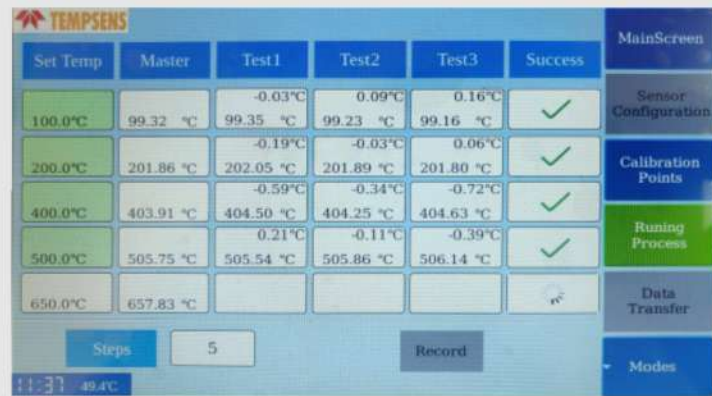 TEMPSENS
Set Temp Master Test1 Test2 Test3 Success
-0.03°C 0.09°C 0.16°C
100.0°C 99.32 °C 99.35 °C 99.23 °C 99.16 °C
-0.19°C -0.03°C 0.06°C
200.0°C 201.86 °C 202.05 °C 201.89 °C 201.80 °C
-0.59°C -0.34°C -0.72°C
400.0°C 403.91 °C 404.50 °C 404.25 °C 404.63 °C
0.21°C -0.11°C -0.39°C
500.0°C 505.75 °C 505.54 °C 505.86 °C 506.14 °C
650.0°C 657.83 °C
Steps 5 Record
11:37 49.4°C
MainScreen
Sensor
Configuration
Calibration
Points
Runing
Process
Data
Transfer
Modes